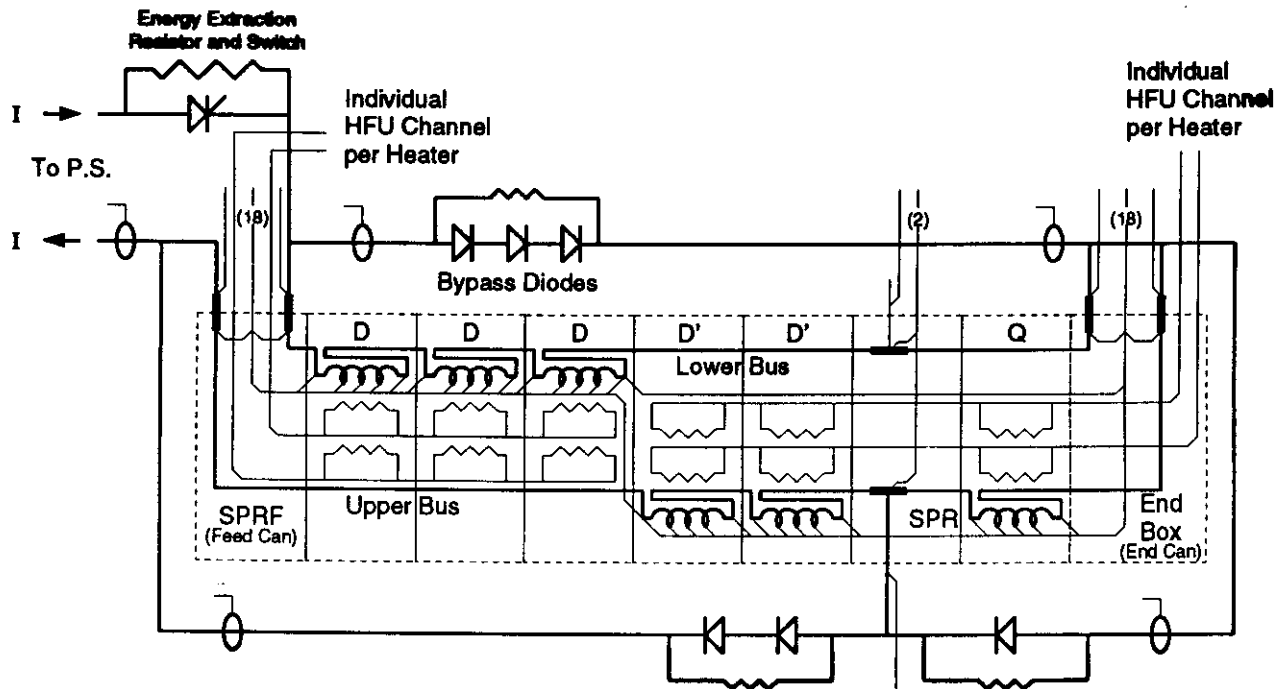 Energy Extraction
Resistor and Switch
I
To P.S.
I
Individual
HFU Channel
per Heater
Individual
HFU Channel
per Heater
(18)
(2)
(18)
Bypass Diodes
D
D
D
D'
D'
Q
Lower Bus
Upper Bus
SPRF
(Feed Can)
SPR
End
Box
(End Can)